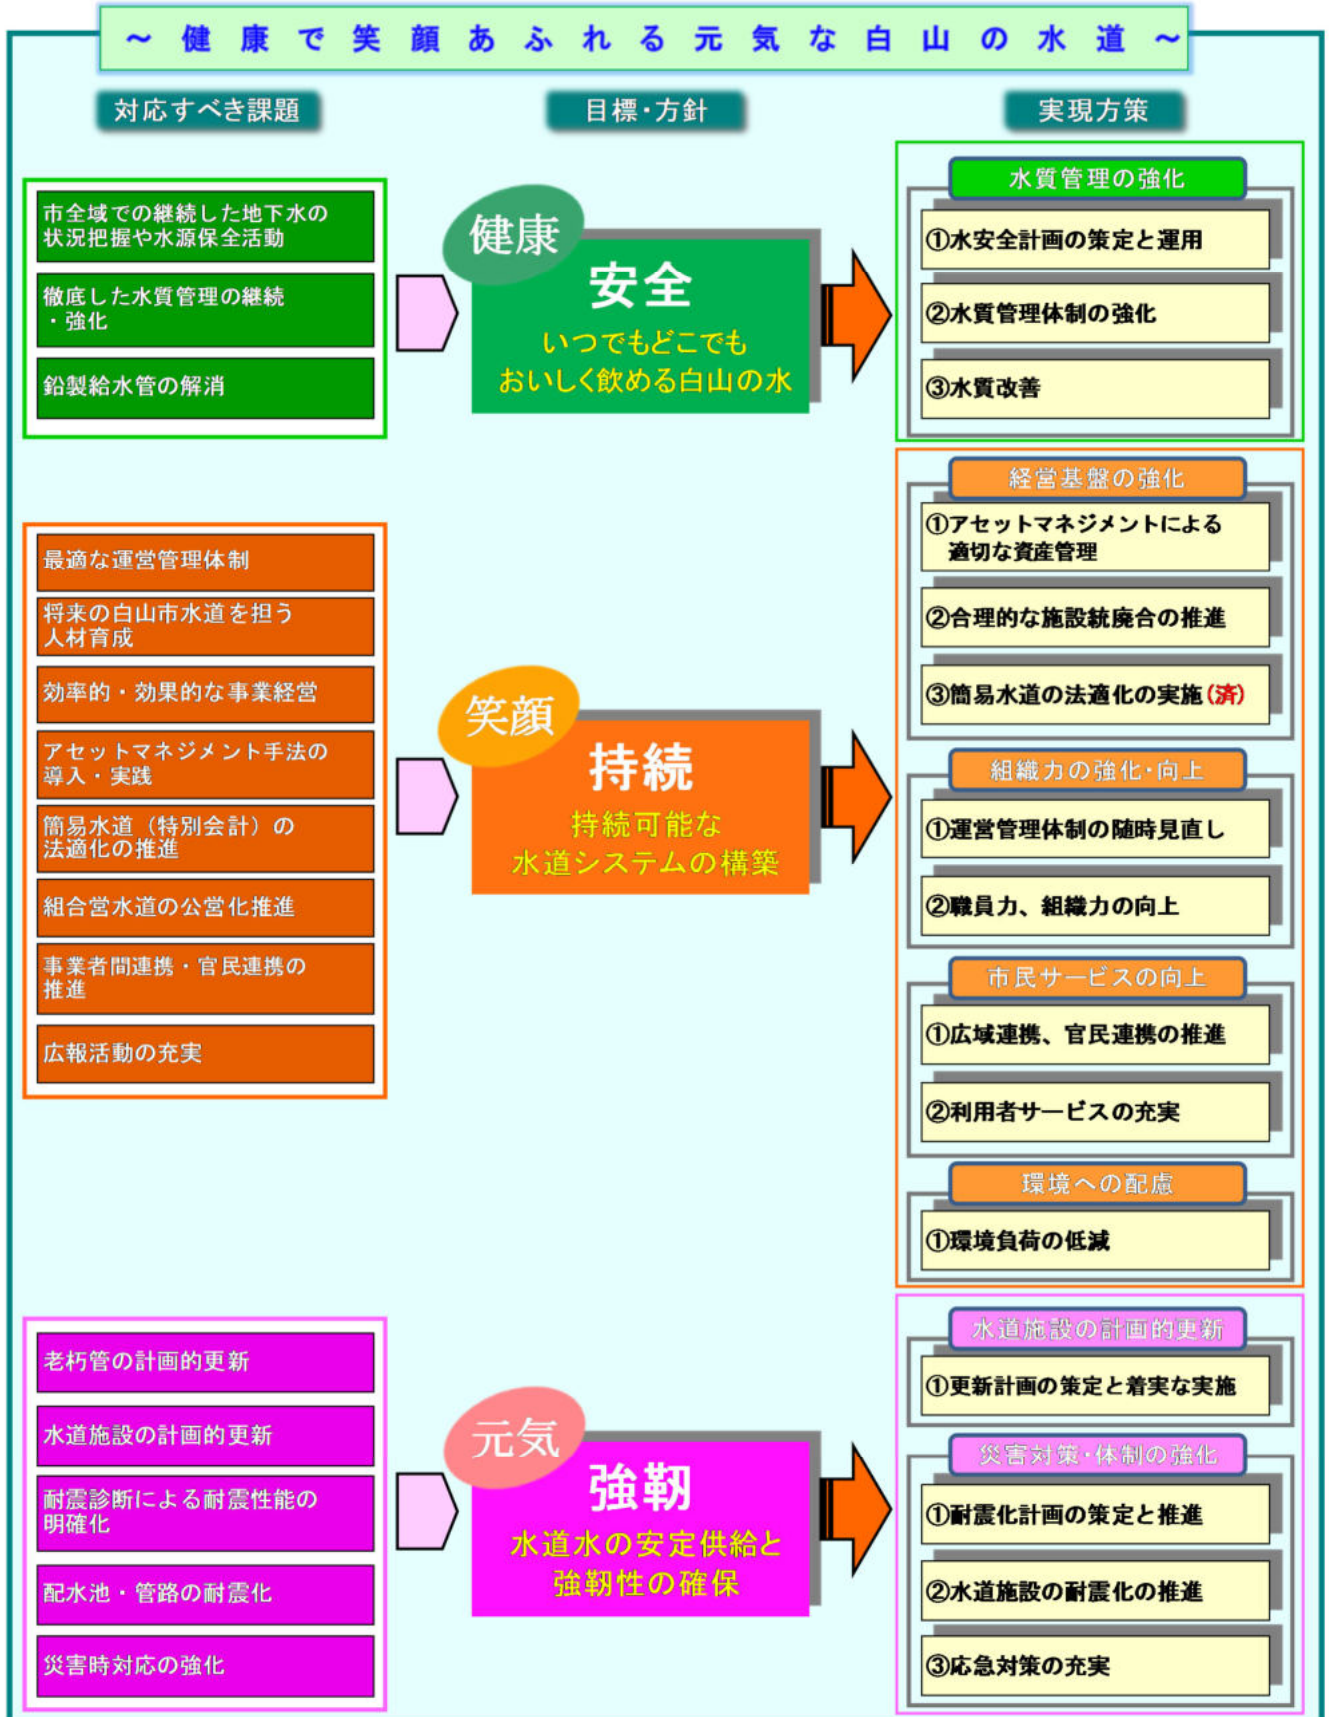 ～健康で笑顔あふれる元気な白山の水道～
対応すべき課題
目標・方針
実現方策
市全域での継続した地下水の
状況把握や水源保全活動
徹底した水質管理の継続
・強化
鉛製給水管の解消
健康
安全
いつでもどこでも
おいしく飲める白山の水
水質管理の強化
①水安全計画の策定と運用
②水質管理体制の強化
③水質改善
最適な運営管理体制
将来の白山市水道を担う
人材育成
効率的・効果的な事業経営
アセットマネジメント手法の
導入・実践
簡易水道（特別会計）の
法適化の推進
組合営水道の公営化推進
事業者間連携・官民連携の
推進
広報活動の充実
笑顔
持続
持続可能な
水道システムの構築
経営基盤の強化
①アセットマネジメントによる
適切な資産管理
②合理的な施設統廃合の推進
③簡易水道の法適化の実施(済)
組織力の強化・向上
①運営管理体制の随時見直し
②職員力、組織力の向上
市民サービスの向上
①広域連携、官民連携の推進
②利用者サービスの充実
環境への配慮
①環境負荷の低減
老朽管の計画的更新
水道施設の計画的更新
耐震診断による耐震性能の
明確化
配水池・管路の耐震化
災害時対応の強化
元気
強靭
水道水の安定供給と
強靭性の確保
水道施設の計画的更新
①更新計画の策定と着実な実施
災害対策・体制の強化
①耐震化計画の策定と推進
②水道施設の耐震化の推進
③応急対策の充実